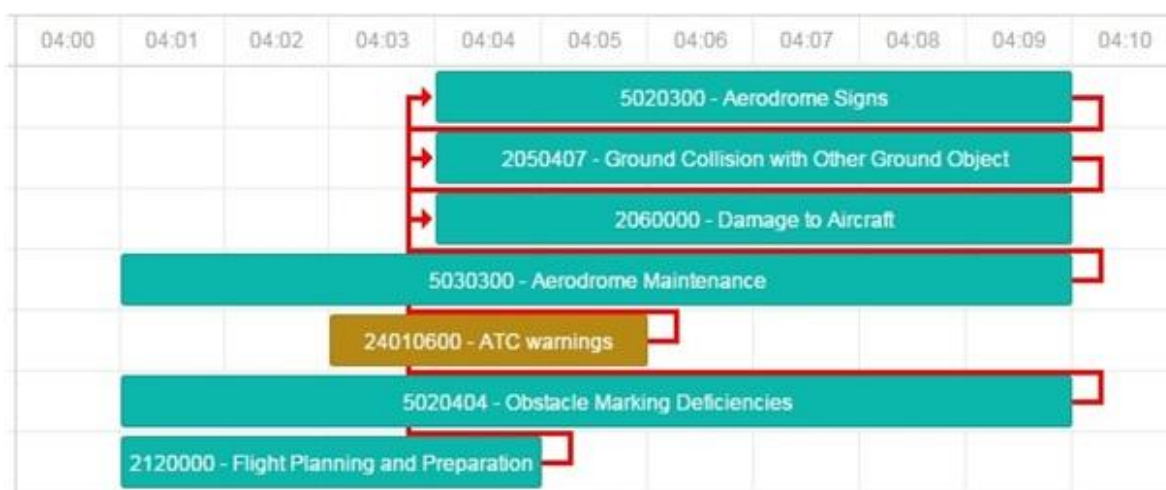 04:00 04:01 04:02 04:03 04:04 04:05 04:06 04:07 04:08 04:09 04:10
5020300 - Aerodrome Signs
2050407 - Ground Collision with Other Ground Object
2060000 - Damage to Aircraft
5030300 - Aerodrome Maintenance
24010600 - ATC warnings
5020404 - Obstacle Marking Deficiencies
2120000 - Flight Planning and Preparation